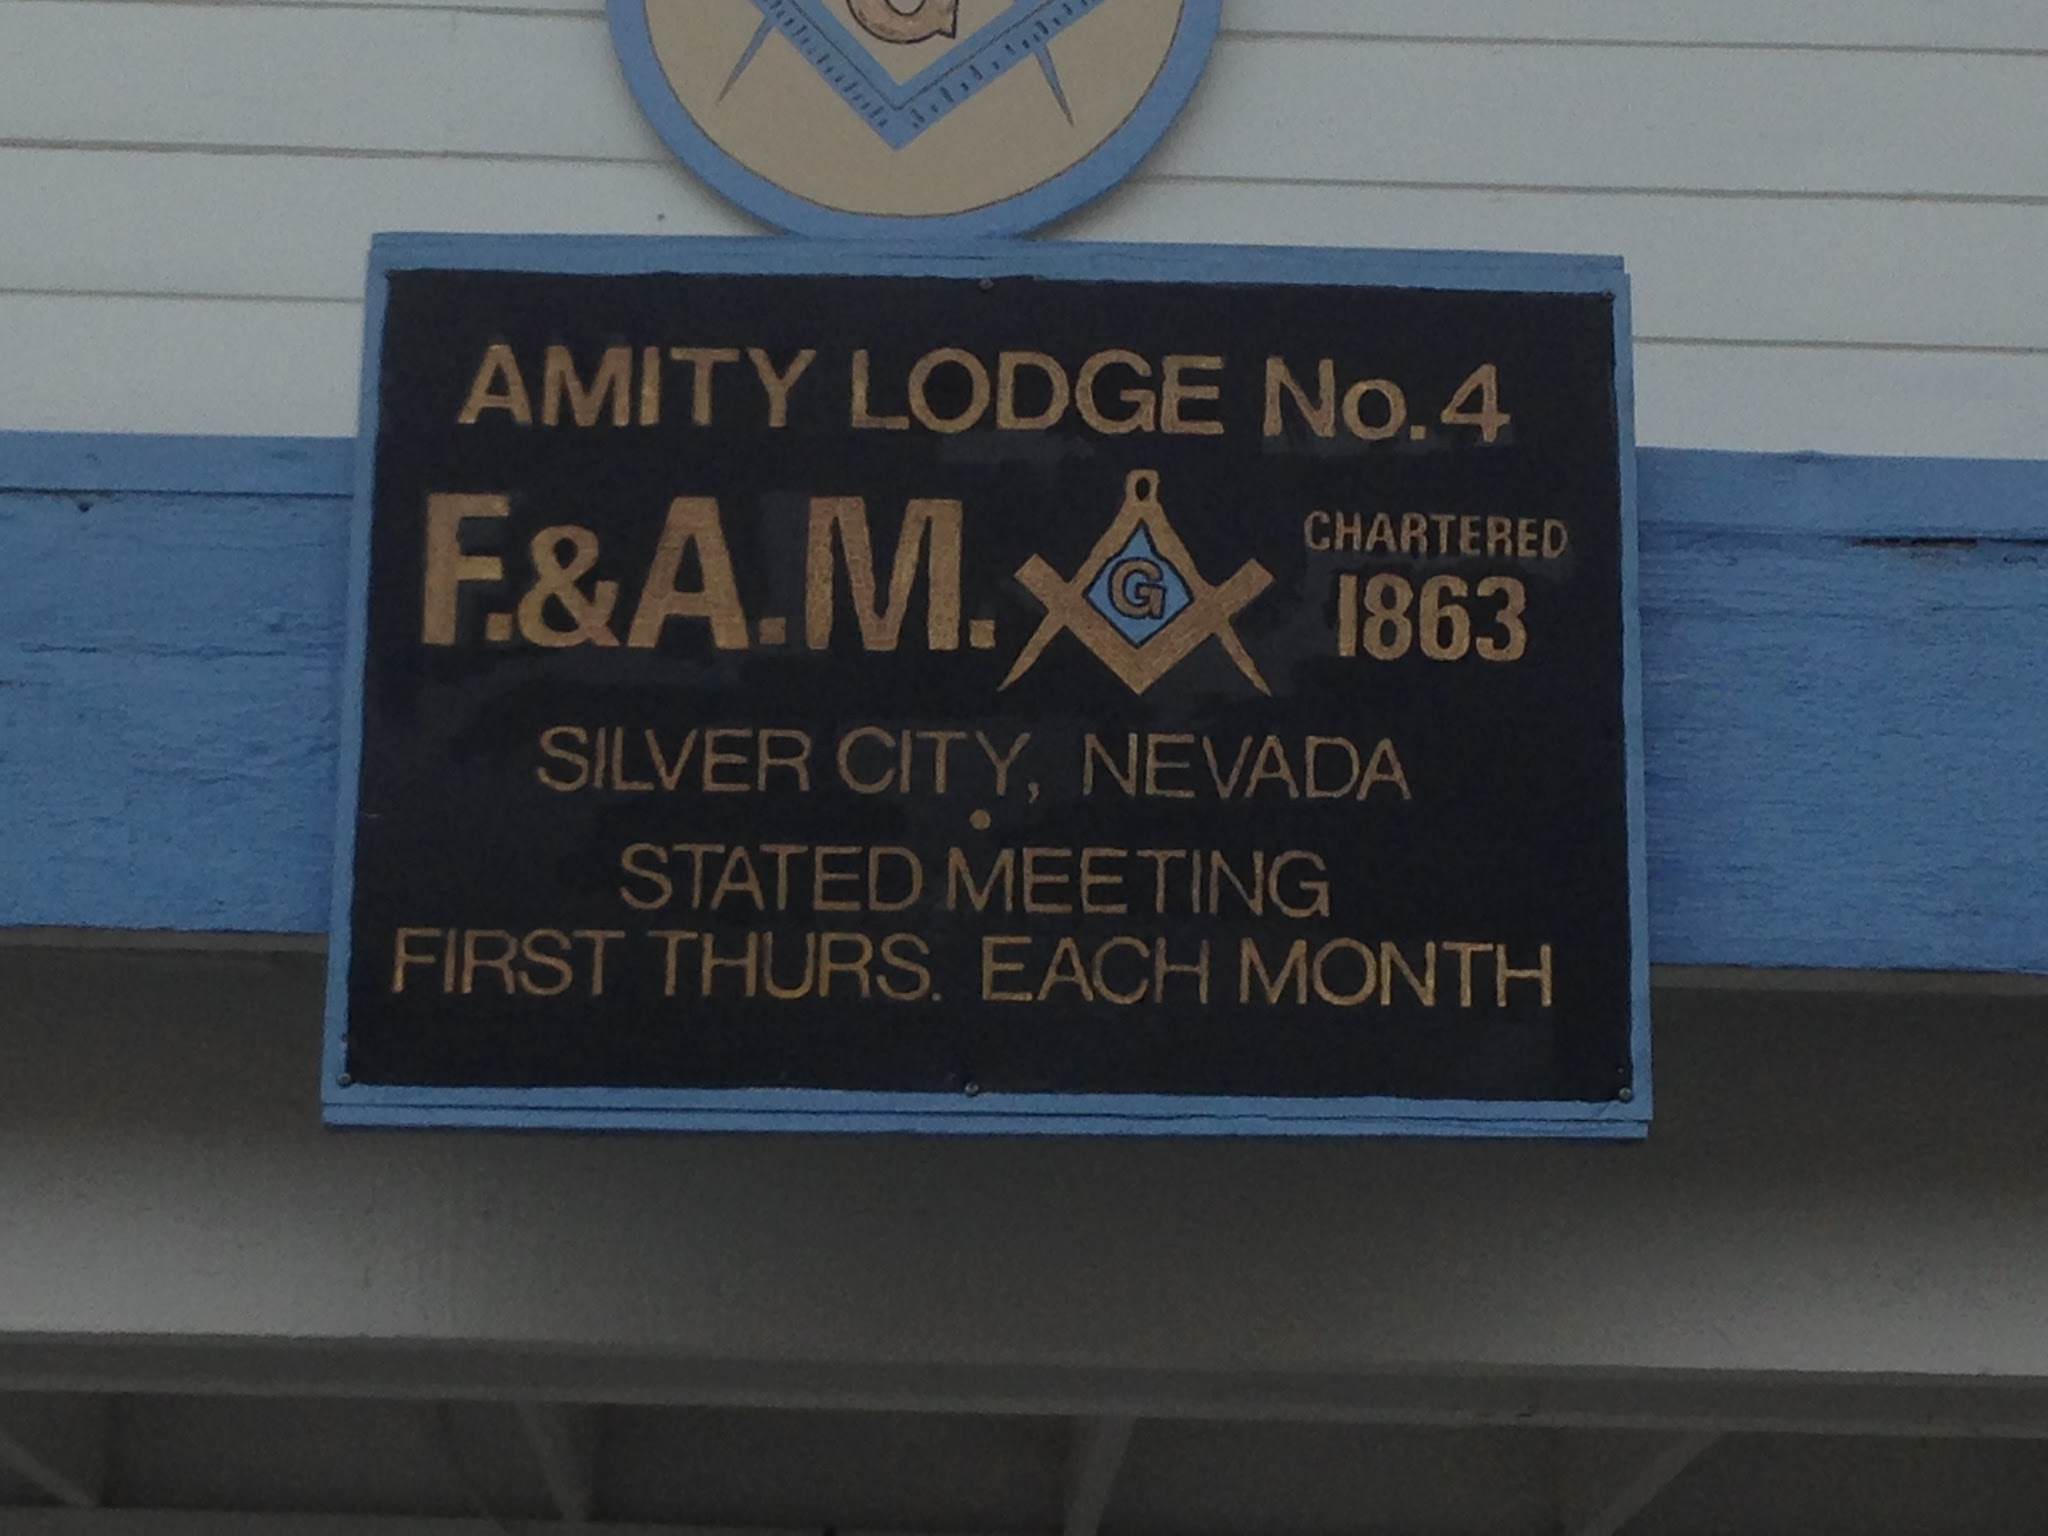 G
AMITY LODGE No. 4
F. & A. M. G CHARTERED
1863
SILVER CITY, NEVADA
•
STATED MEETING
FIRST THURS. EACH MONTH